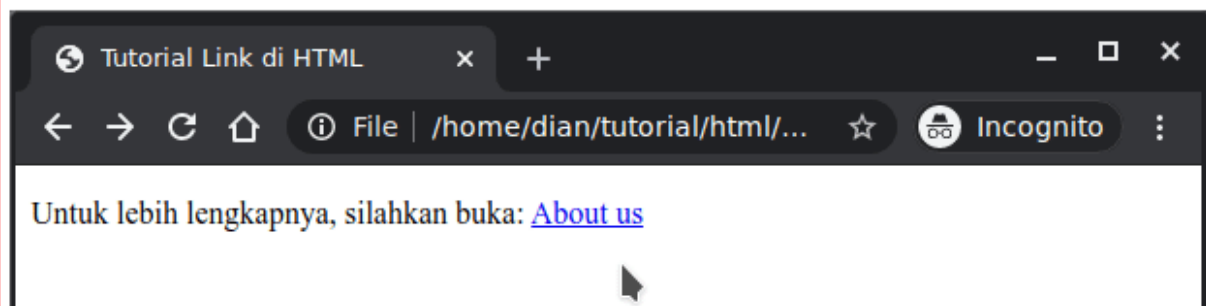 Tutorial Link di HTML
File /home/dian/tutorial/html/... Incognito
Untuk lebih lengkapnya, silahkan buka: About us